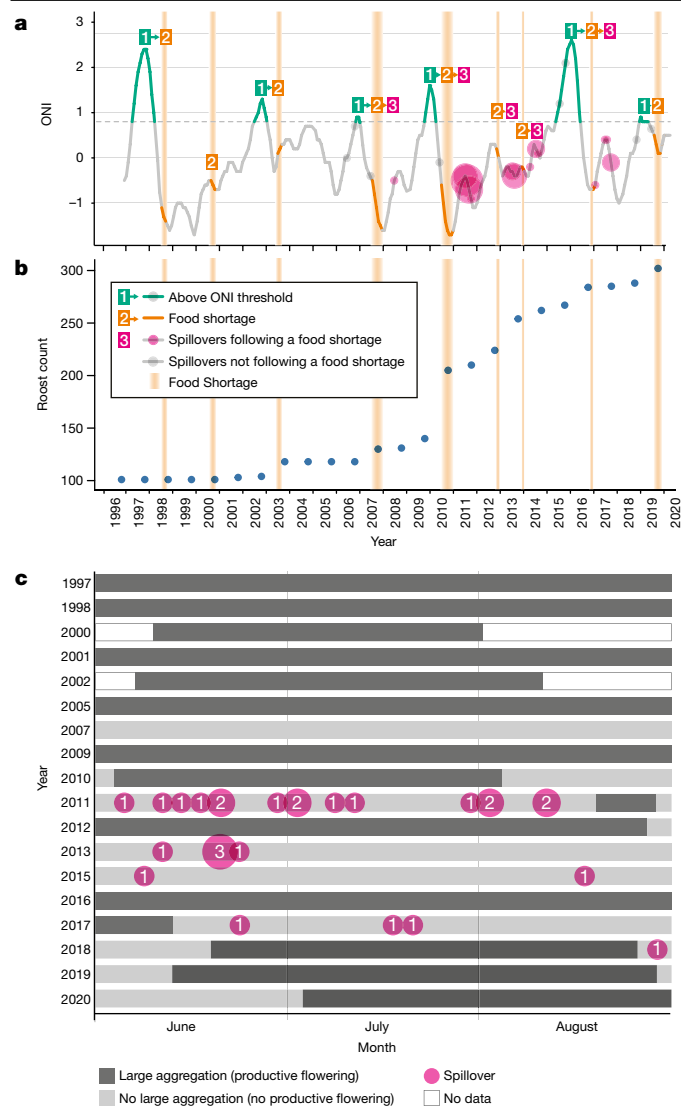 a
3
2
1
0
−1
ONI
1 2
2
1 2
1 2 3
1 2 3
2 3
2 3
1 2 3
1 2
b
300
250
200
150
100
Roost count
1 Above ONI threshold
2 Food shortage
3 Spillovers following a food shortage
Spillovers not following a food shortage
Food Shortage
1996 1997 1998 1999 2000 2001 2002 2003 2004 2005 2006 2007 2008 2009 2010 2011 2012 2013 2014 2015 2016 2017 2018 2019 2020
Year
c
Year
1997
1998
2000
2001
2002
2005
2007
2009
2010
2011 1 1 1 1 2 1 2 1 1 1 2 2
2012
2013 1 3 1
2015 1 1
2016
2017 1 1 1
2018 1
2019
2020
June July August
Month
Large aggregation (productive flowering) Spillover
No large aggregation (no productive flowering) No data